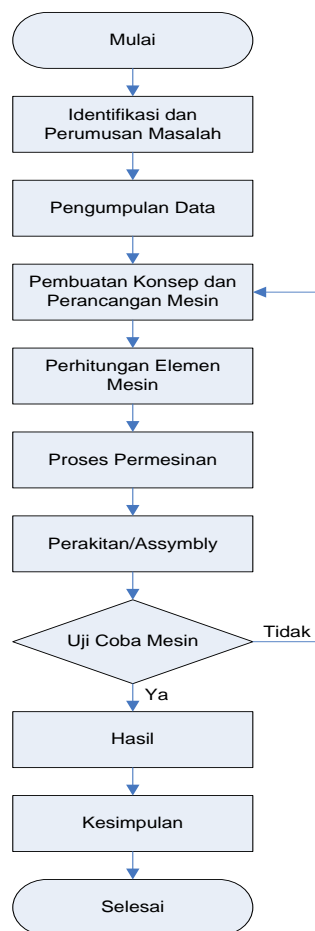 Mulai
Identifikasi dan
Perumusan Masalah
Pengumpulan Data
Pembuatan Konsep dan
Perancangan Mesin
Perhitungan Elemen
Mesin
Proses Permesinan
Perakitan/Assymbly
Uji Coba Mesin
Tidak
Ya
Hasil
Kesimpulan
Selesai